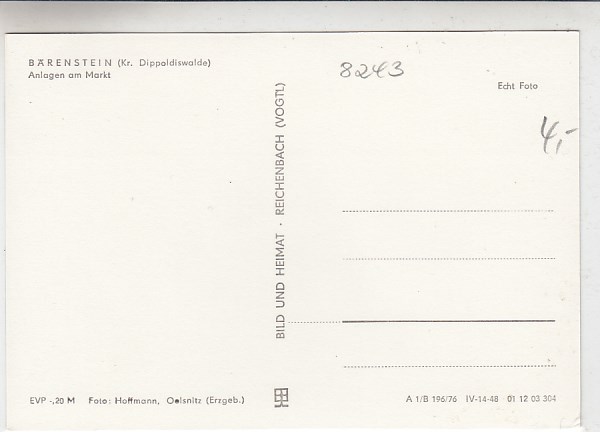 BÄRENSTEIN (Kr. Dippoldiswalde)
Anlagen am Markt
8243
Echt Foto
4,-
BILD UND HEIMAT · REICHENBACH (VOGTL)
EVP -,20 M Foto: Hoffmann, Oelsnitz (Erzgeb.)
A 1/B 196/76 IV-14-48 01 12 03 304